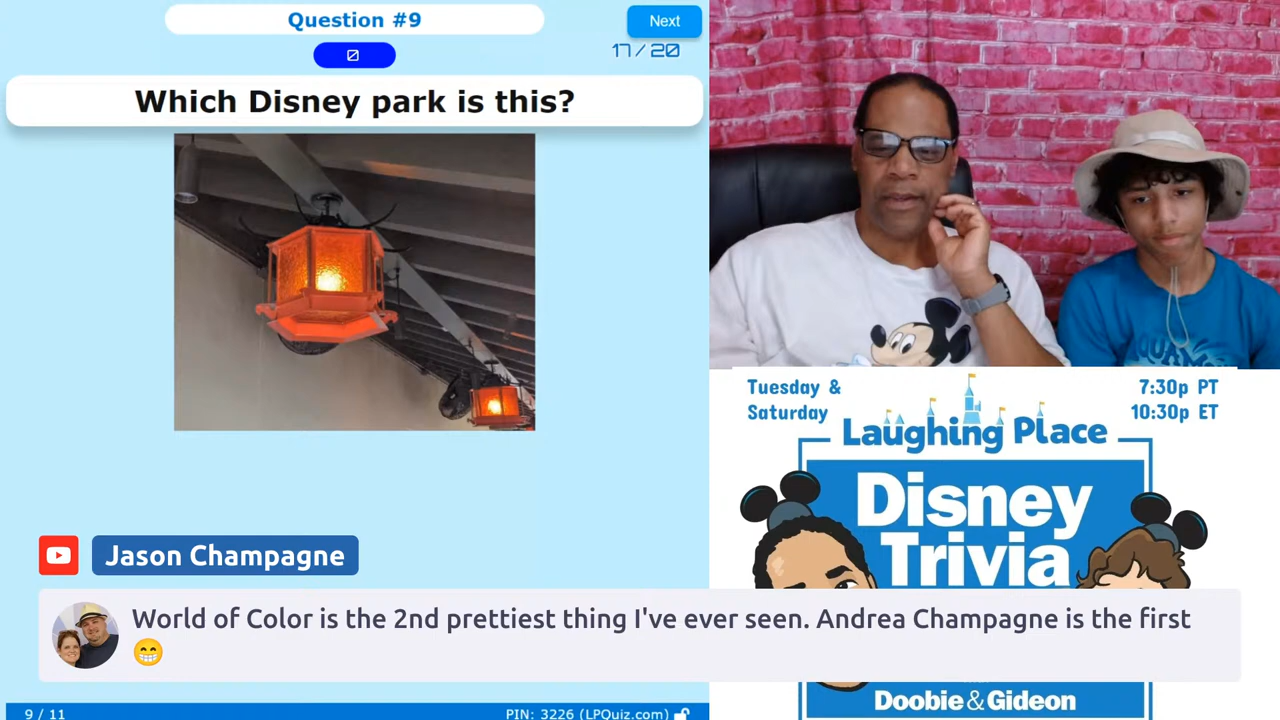 Question #9
Next
0
17/20
Which Disney park is this?
Tuesday &
Saturday
7:30p PT
10:30p ET
Laughing Place
Disney
Trivia
Jason Champagne
World of Color is the 2nd prettiest thing I've ever seen. Andrea Champagne is the first
😁
Doobie & Gideon
9 / 11
PIN: 3226 (LPQuiz.com)